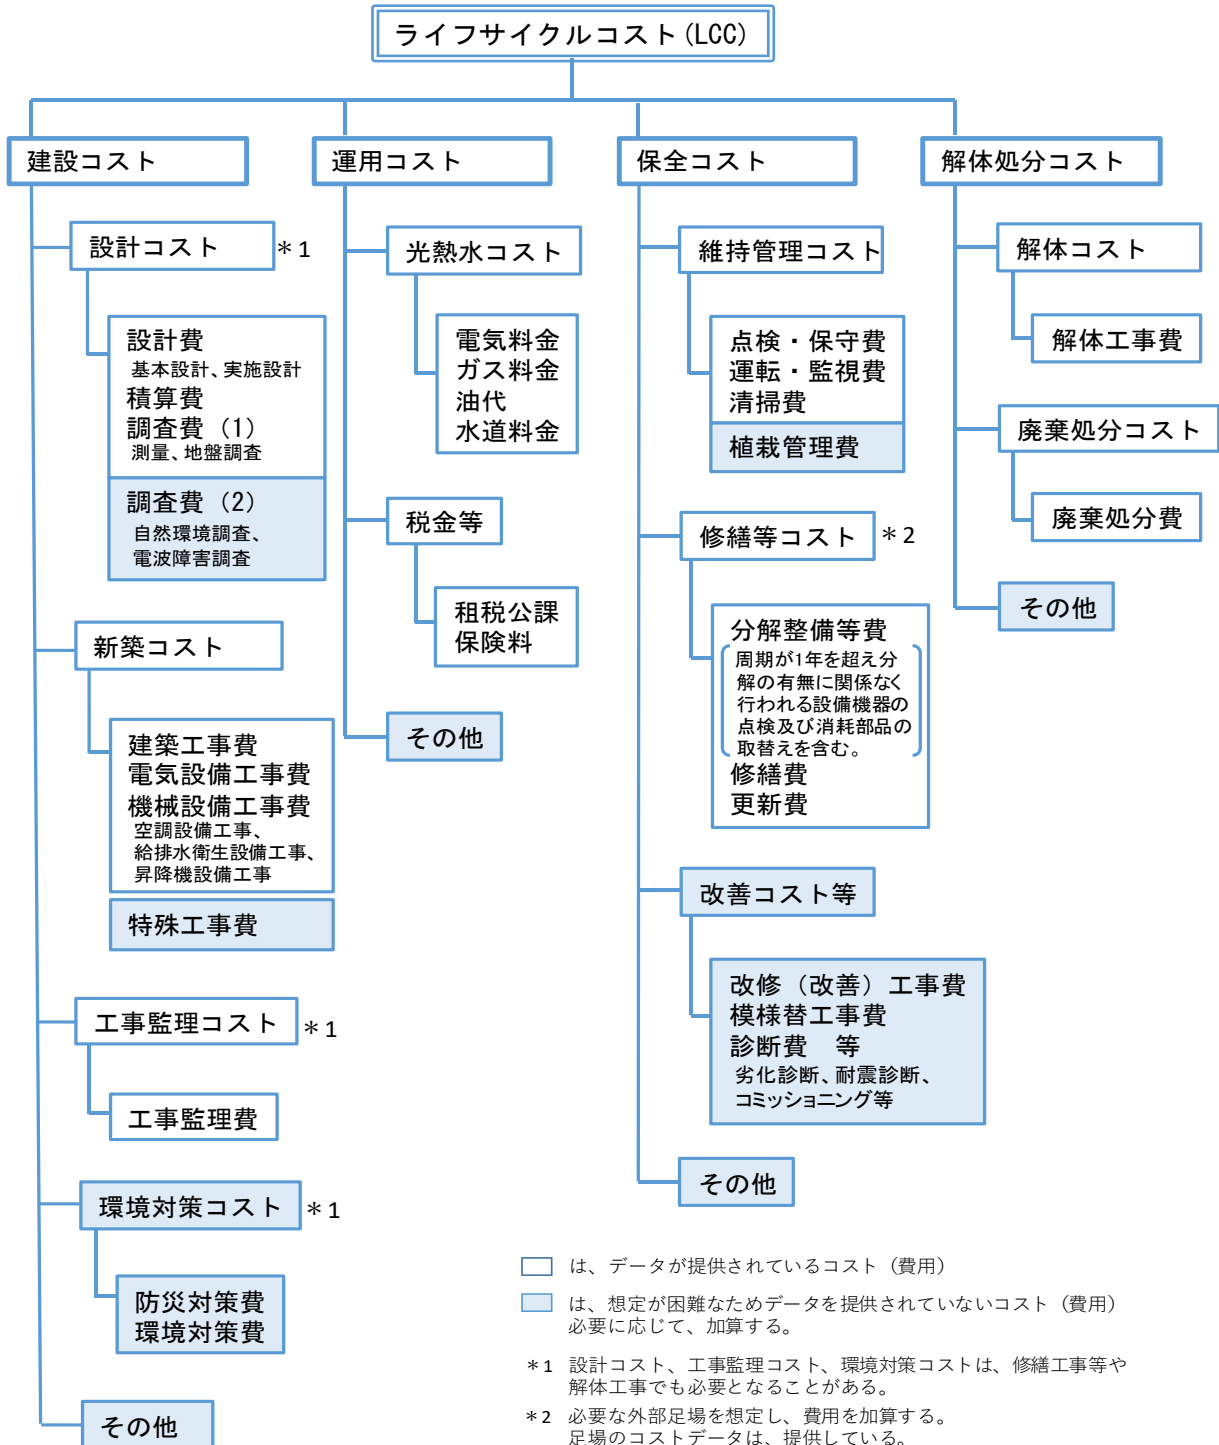 ライフサイクルコスト(LCC)
建設コスト
設計コスト
＊1
設計費
基本設計、実施設計
積算費
調査費（1）
測量、地盤調査
調査費（2）
自然環境調査、
電波障害調査
新築コスト
建築工事費
電気設備工事費
機械設備工事費
空調設備工事、
給排水衛生設備工事、
昇降機設備工事
特殊工事費
工事監理コスト
＊1
工事監理費
環境対策コスト
＊1
防災対策費
環境対策費
その他
運用コスト
光熱水コスト
電気料金
ガス料金
油代
水道料金
税金等
租税公課
保険料
その他
保全コスト
維持管理コスト
点検・保守費
運転・監視費
清掃費
植栽管理費
修繕等コスト
＊2
分解整備等費
周期が1年を超え分
解の有無に関係なく
行われる設備機器の
点検及び消耗部品の
取替えを含む。
修繕費
更新費
改善コスト等
改修（改善）工事費
模様替工事費
診断費　等
劣化診断、耐震診断、
コミッショニング等
その他
解体処分コスト
解体コスト
解体工事費
廃棄処分コスト
廃棄処分費
その他
は、データが提供されているコスト（費用）
は、想定が困難なためデータを提供されていないコスト（費用）
必要に応じて、加算する。
＊1 設計コスト、工事監理コスト、環境対策コストは、修繕工事等や
解体工事でも必要となることがある。
＊2 必要な外部足場を想定し、費用を加算する。
足場のコストデータは、提供している。